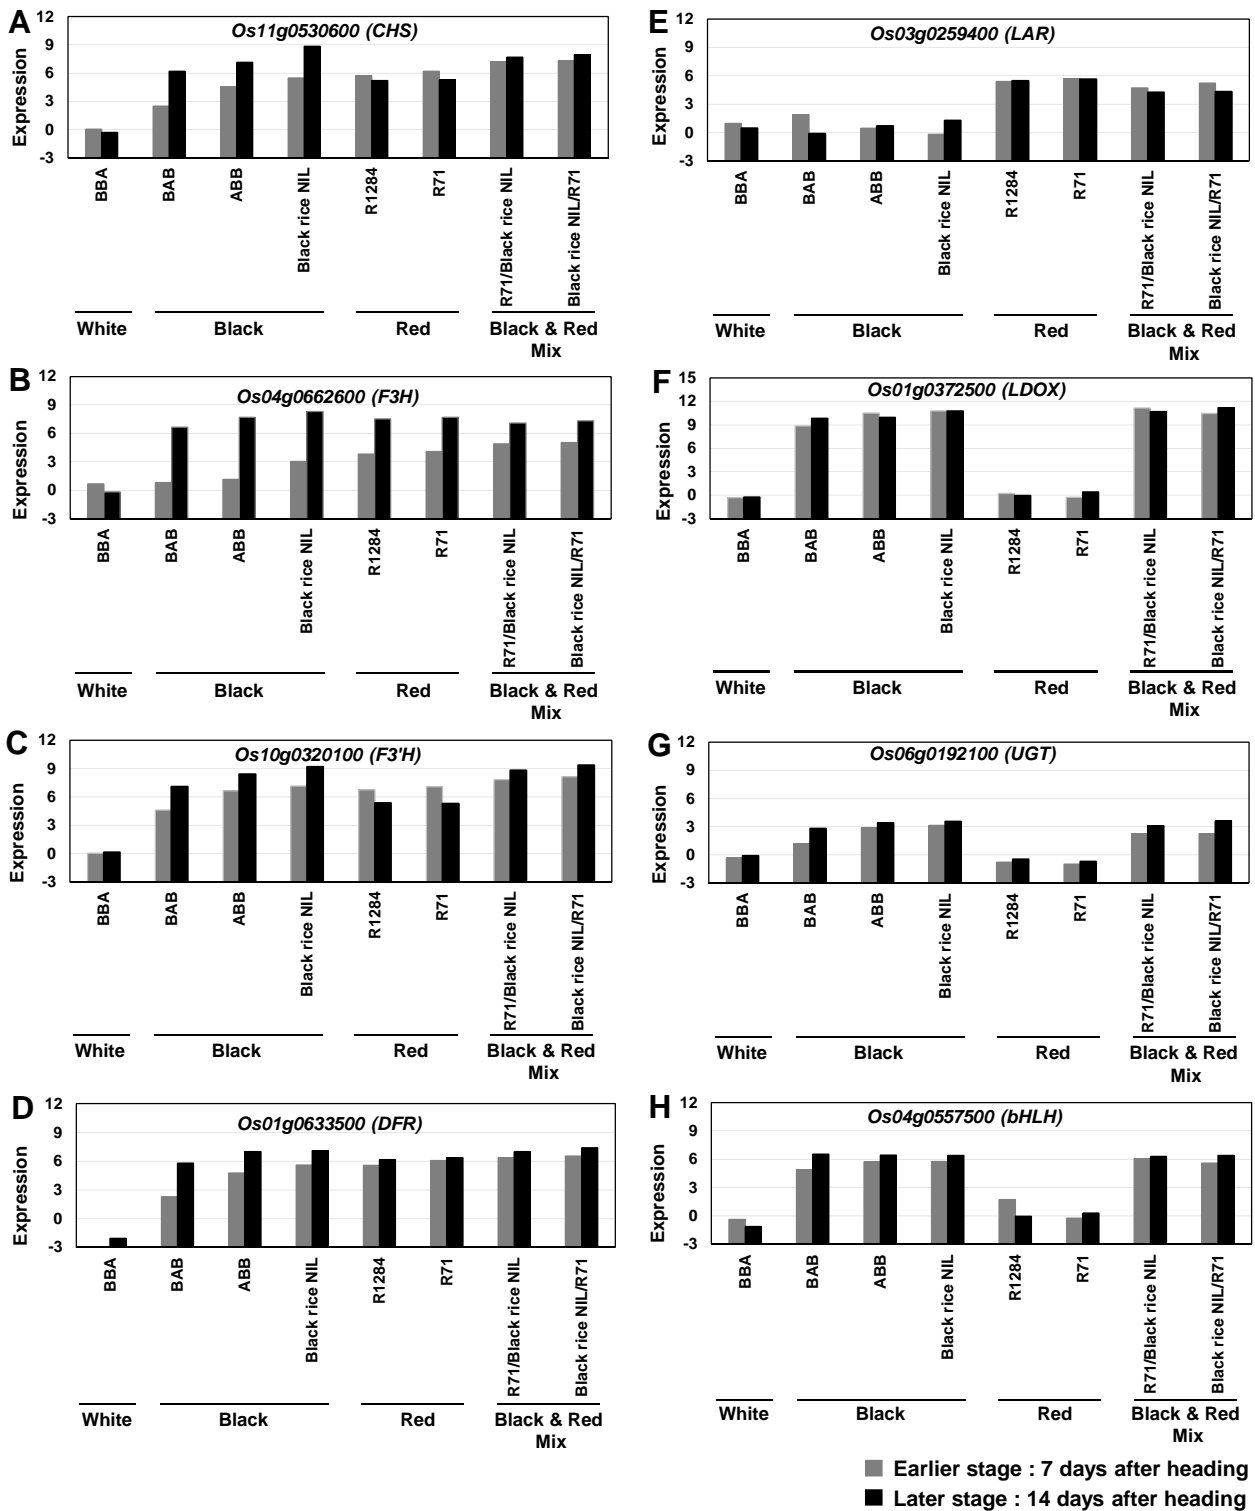 A
Os11g0530600 (CHS)
Expression
12
9
6
3
0
-3
BBA
BAB
ABB
Black rice NIL
R1284
R71
R71/Black rice NIL
Black rice NIL/R71
White
Black
Red
Black & Red
Mix
B
Os04g0662600 (F3H)
Expression
12
9
6
3
0
-3
BBA
BAB
ABB
Black rice NIL
R1284
R71
R71/Black rice NIL
Black rice NIL/R71
White
Black
Red
Black & Red
Mix
C
Os10g0320100 (F3'H)
Expression
12
9
6
3
0
-3
BBA
BAB
ABB
Black rice NIL
R1284
R71
R71/Black rice NIL
Black rice NIL/R71
White
Black
Red
Black & Red
Mix
D
Os01g0633500 (DFR)
Expression
12
9
6
3
0
-3
BBA
BAB
ABB
Black rice NIL
R1284
R71
R71/Black rice NIL
Black rice NIL/R71
White
Black
Red
Black & Red
Mix
E
Os03g0259400 (LAR)
Expression
12
9
6
3
0
-3
BBA
BAB
ABB
Black rice NIL
R1284
R71
R71/Black rice NIL
Black rice NIL/R71
White
Black
Red
Black & Red
Mix
F
Os01g0372500 (LDOX)
Expression
15
12
9
6
3
0
-3
BBA
BAB
ABB
Black rice NIL
R1284
R71
R71/Black rice NIL
Black rice NIL/R71
White
Black
Red
Black & Red
Mix
G
Os06g0192100 (UGT)
Expression
12
9
6
3
0
-3
BBA
BAB
ABB
Black rice NIL
R1284
R71
R71/Black rice NIL
Black rice NIL/R71
White
Black
Red
Black & Red
Mix
H
Os04g0557500 (bHLH)
Expression
12
9
6
3
0
-3
BBA
BAB
ABB
Black rice NIL
R1284
R71
R71/Black rice NIL
Black rice NIL/R71
White
Black
Red
Black & Red
Mix
Earlier stage : 7 days after heading
Later stage : 14 days after heading